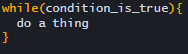 while(condition_is_true){
  do a thing
}